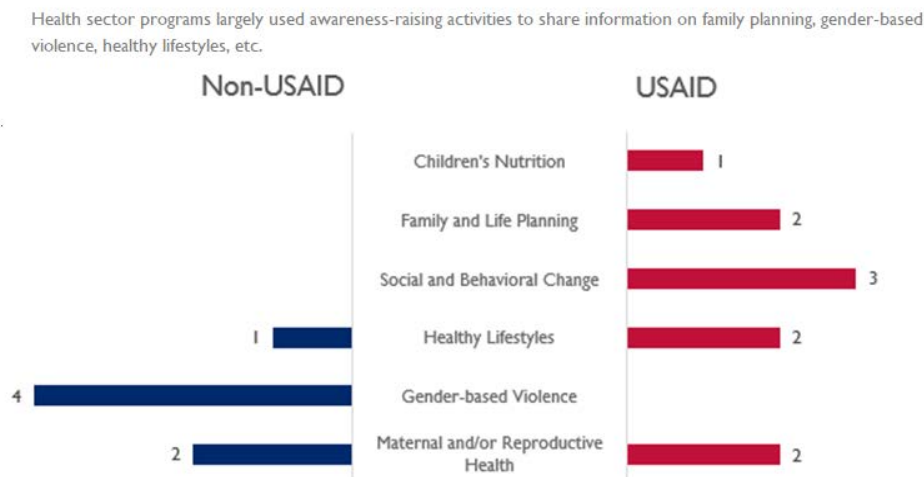 Health sector programs largely used awareness-raising activities to share information on family planning, gender-based
violence, healthy lifestyles, etc.
Non-USAID USAID
Children's Nutrition 1
Family and Life Planning 2
Social and Behavioral Change 3
1 Healthy Lifestyles 2
4 Gender-based Violence
2 Maternal and/or Reproductive
Health 2